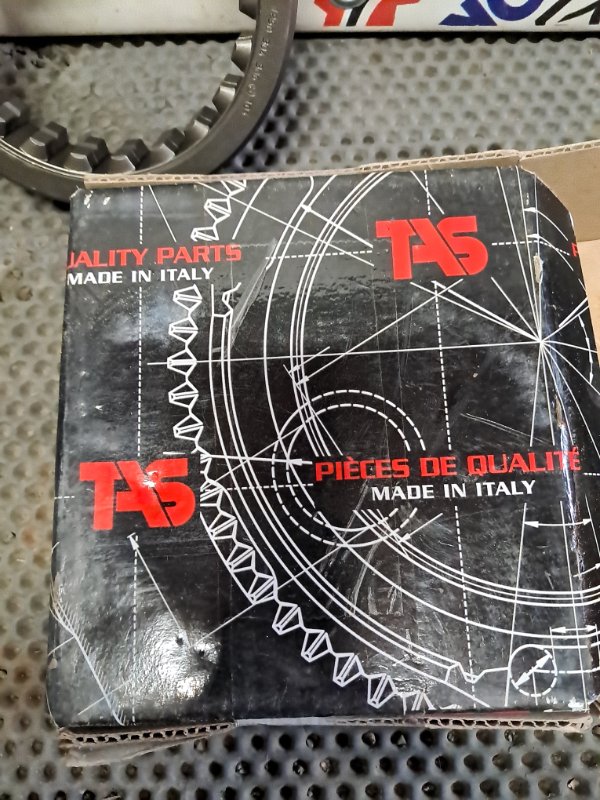 TAS
UALITY PARTS
MADE IN ITALY
TAS
PIÈCES DE QUALITÉ
MADE IN ITALY